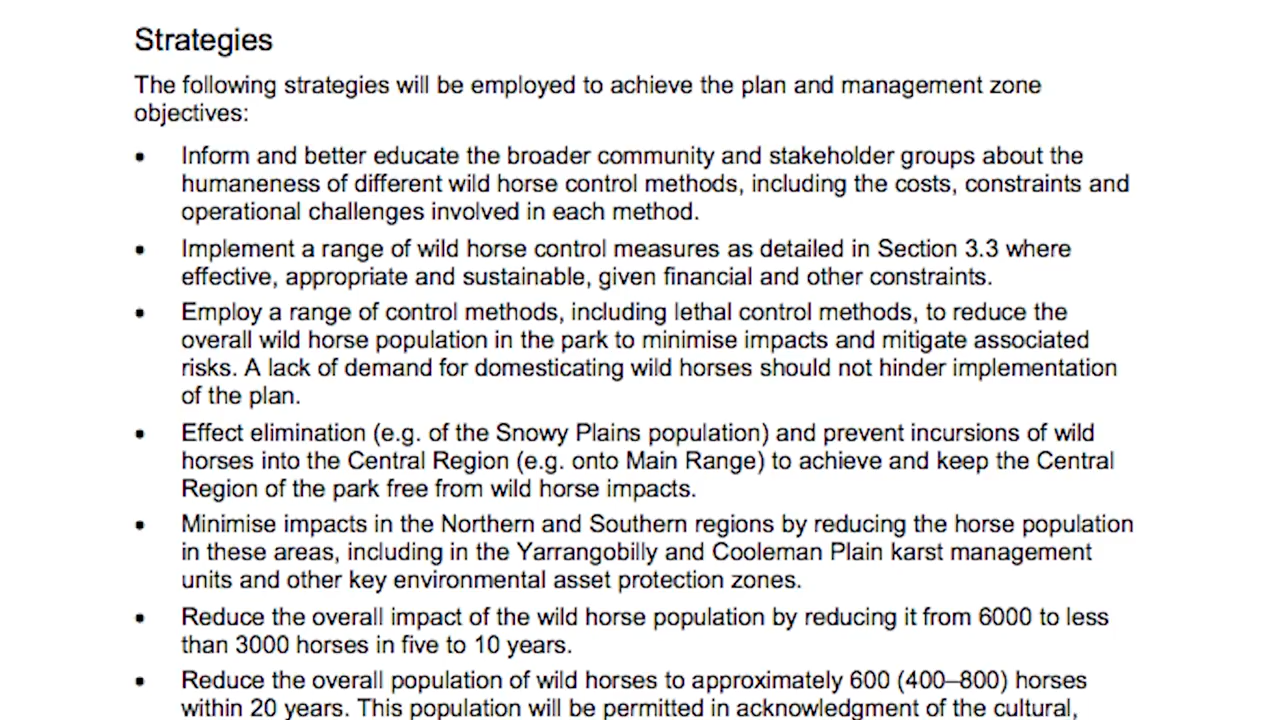 Strategies
The following strategies will be employed to achieve the plan and management zone
objectives:
• Inform and better educate the broader community and stakeholder groups about the
humaneness of different wild horse control methods, including the costs, constraints and
operational challenges involved in each method.
• Implement a range of wild horse control measures as detailed in Section 3.3 where
effective, appropriate and sustainable, given financial and other constraints.
• Employ a range of control methods, including lethal control methods, to reduce the
overall wild horse population in the park to minimise impacts and mitigate associated
risks. A lack of demand for domesticating wild horses should not hinder implementation
of the plan.
• Effect elimination (e.g. of the Snowy Plains population) and prevent incursions of wild
horses into the Central Region (e.g. onto Main Range) to achieve and keep the Central
Region of the park free from wild horse impacts.
• Minimise impacts in the Northern and Southern regions by reducing the horse population
in these areas, including in the Yarrangobilly and Cooleman Plain karst management
units and other key environmental asset protection zones.
• Reduce the overall impact of the wild horse population by reducing it from 6000 to less
than 3000 horses in five to 10 years.
• Reduce the overall population of wild horses to approximately 600 (400–800) horses
within 20 years. This population will be permitted in acknowledgment of the cultural,